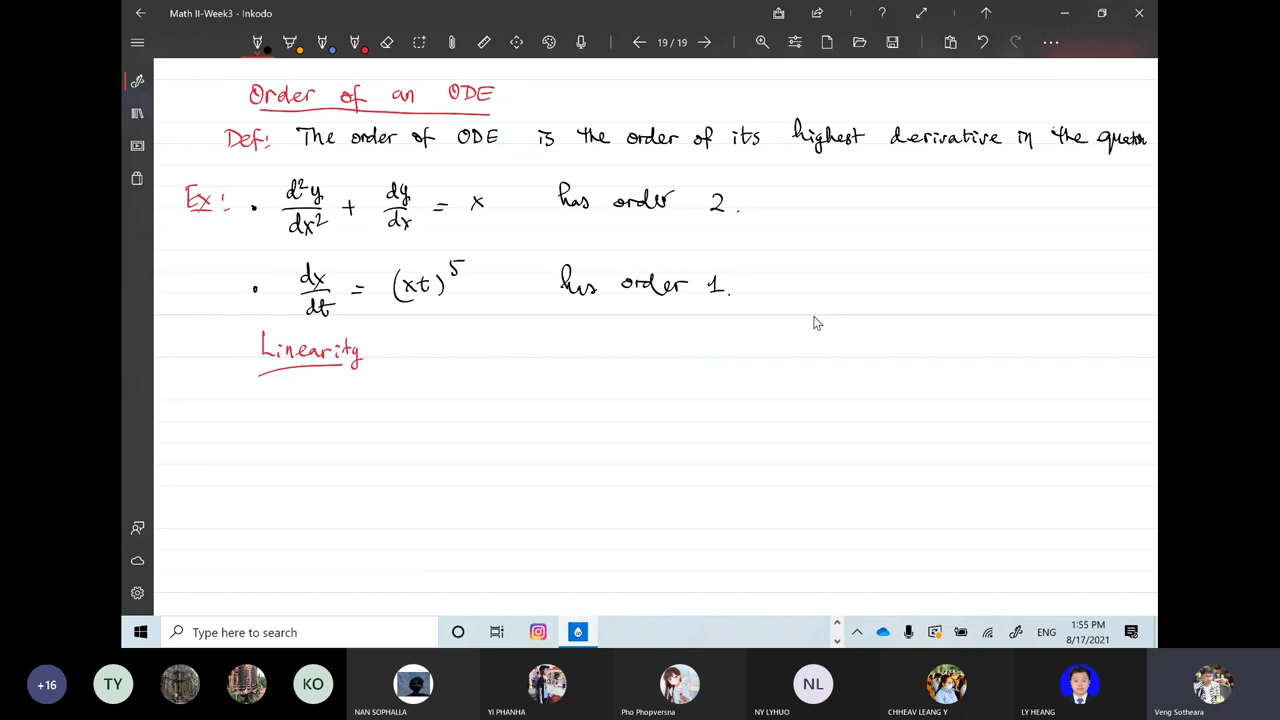 Math II-Week3 - Inkodo
19 / 19
Order of an ODE
Def: The order of ODE is the order of its highest derivative in the
Ex: • d²y/dx² + dy/dx = x has order 2.
• dx/dt = (xt)⁵ has order 1.
Linearity
Type here to search
ENG
1:55 PM
8/17/2021
+16
TY
KO
NAN SOPHALLA
YI PHANHA
Pho Phopversna
NL
NY LYHUO
CHHEAV LEANG Y
LY HEANG
Veng Sotheara